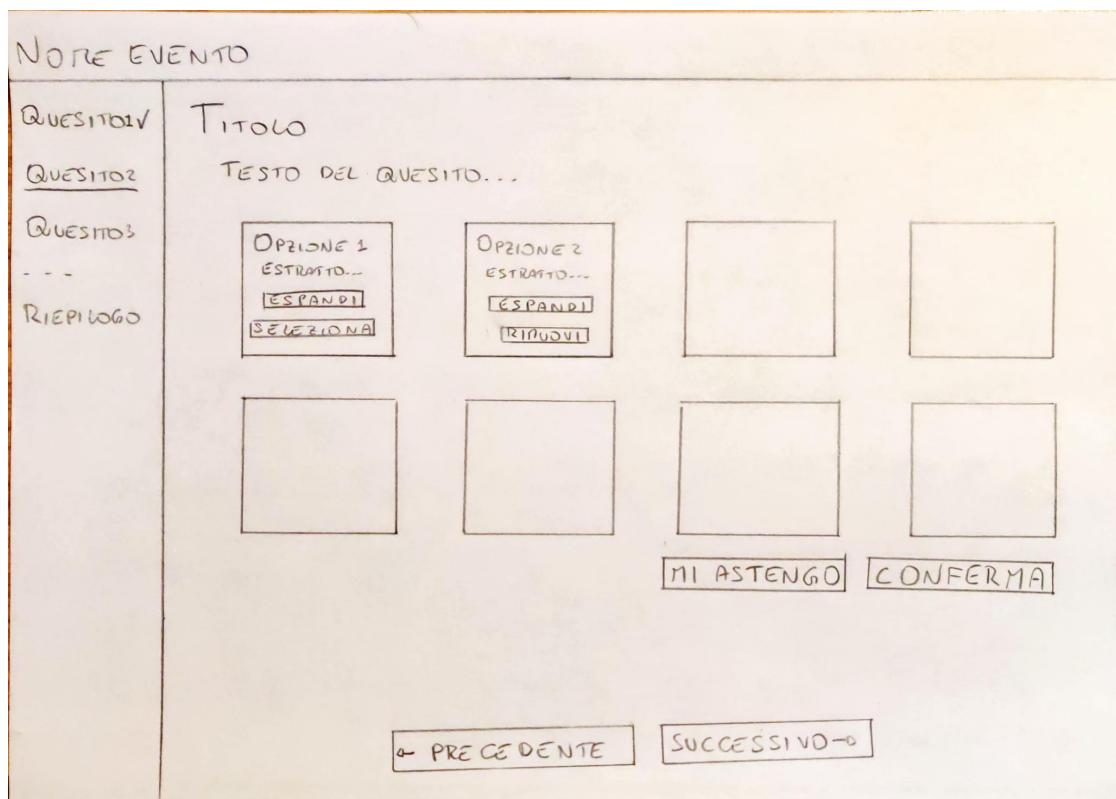 NOME EVENTO
QUESITO1√
QUESITO2
QUESITO3
---
RIEPILOGO
TITOLO
TESTO DEL QUESITO...
OPZIONE 1
ESTRATTO...
ESPANDI
SELEZIONA
OPZIONE 2
ESTRATTO...
ESPANDI
RIMUOVI
MI ASTENGO
CONFERMA
← PRECEDENTE
SUCCESSIVO→